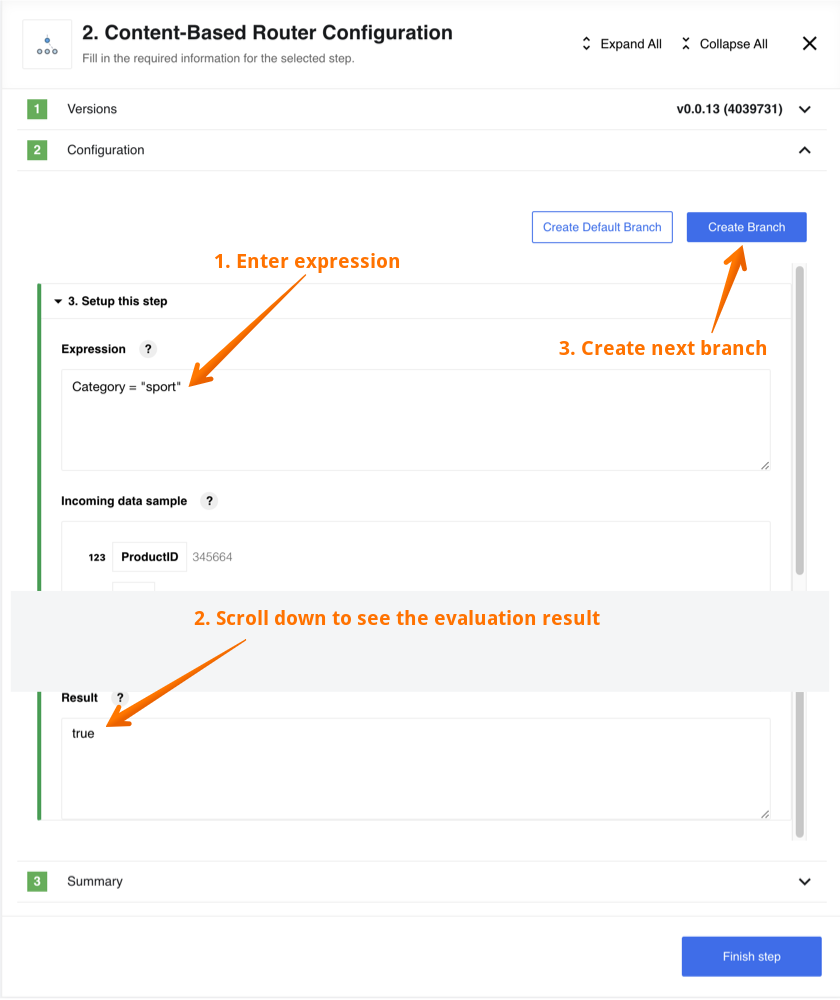 2. Content-Based Router Configuration
Fill in the required information for the selected step.
Expand All
Collapse All
1 Versions v0.0.13 (4039731)
2 Configuration
Create Default Branch
Create Branch
1. Enter expression
3. Setup this step
3. Create next branch
Expression ?
Category = "sport"
Incoming data sample ?
123 ProductID 345664
2. Scroll down to see the evaluation result
Result ?
true
3 Summary
Finish step